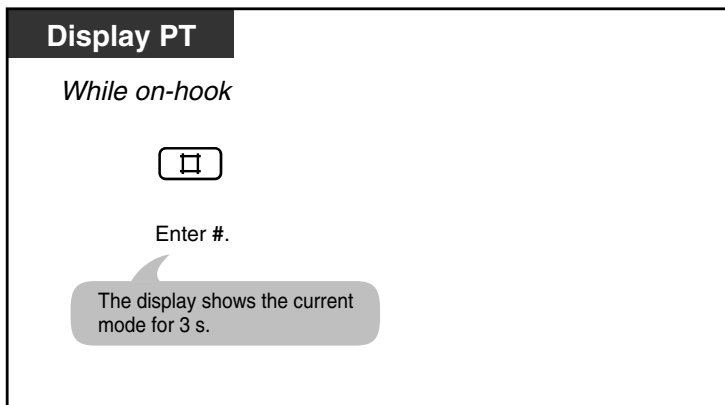 Display PT
While on-hook
#
Enter #.
The display shows the current
mode for 3 s.